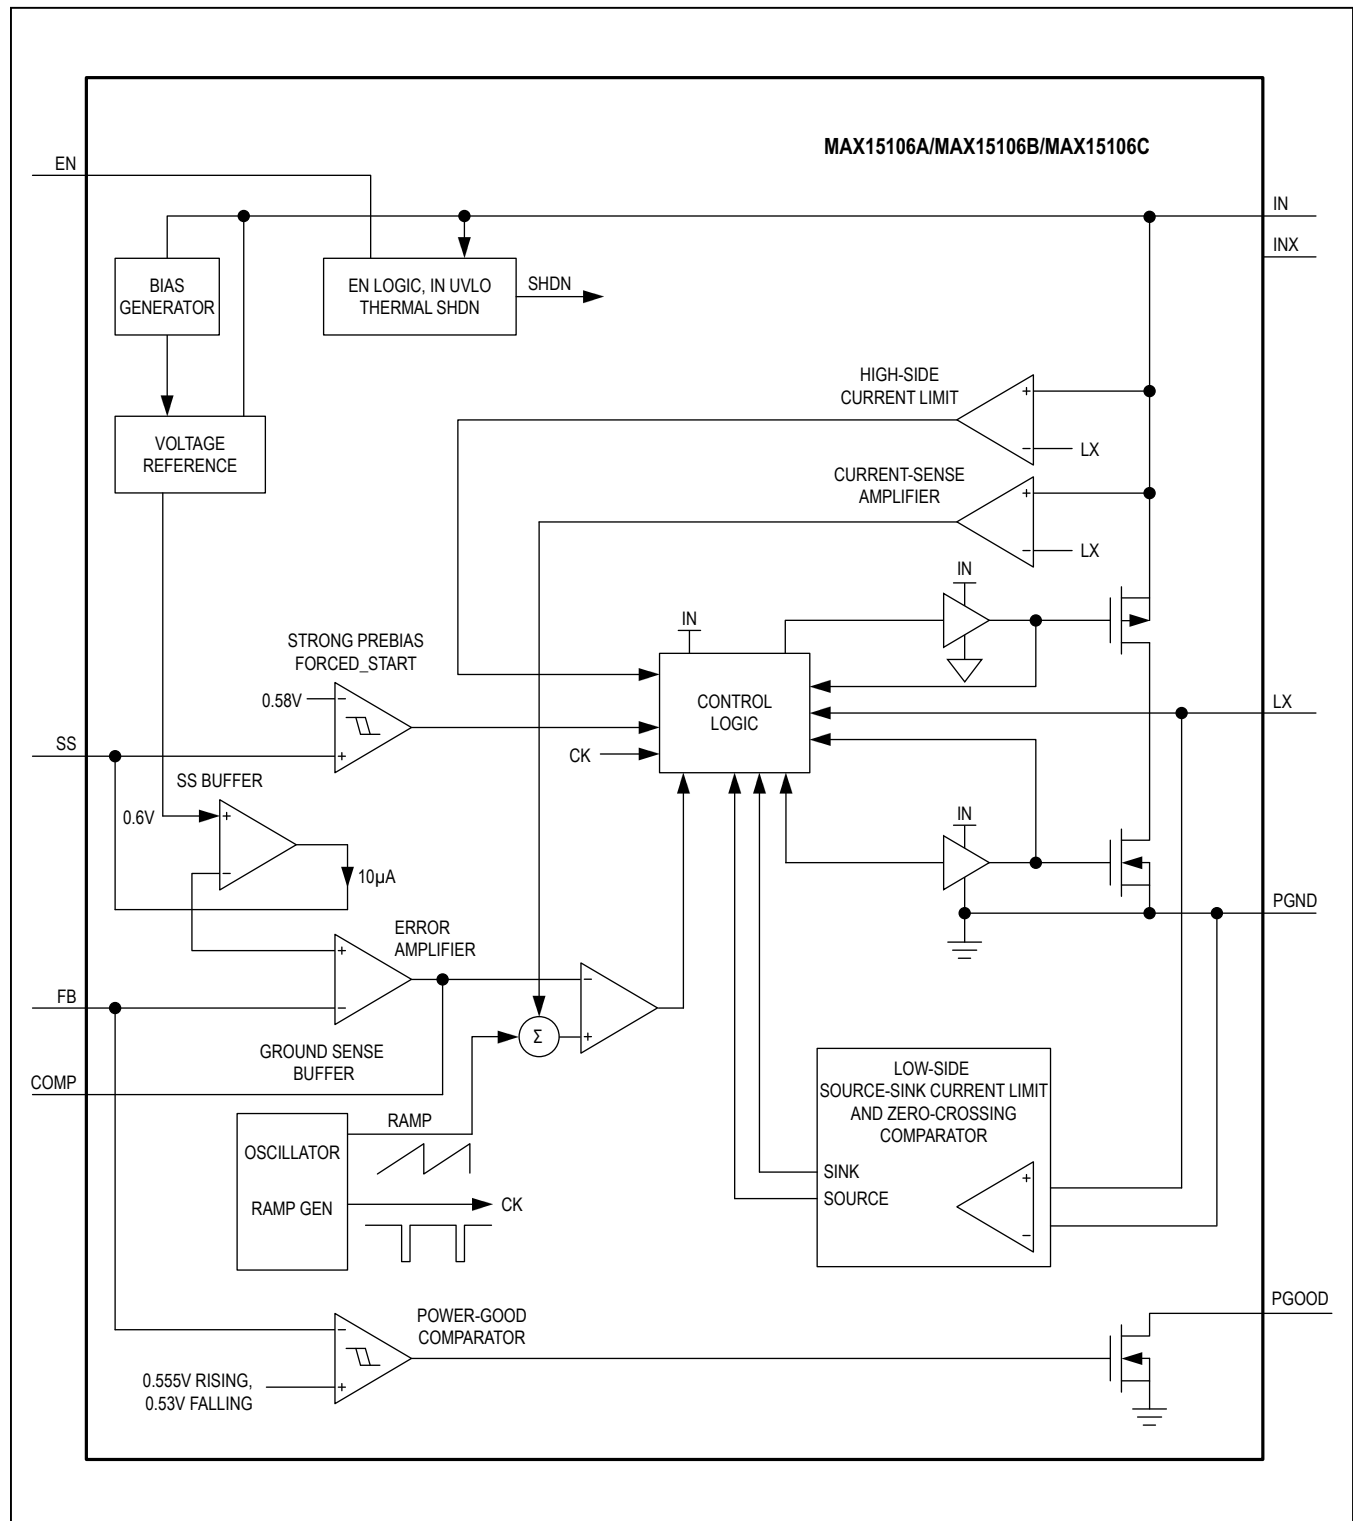 MAX15106A/MAX15106B/MAX15106C
EN
IN
INX
BIAS
GENERATOR
EN LOGIC, IN UVLO
THERMAL SHDN
SHDN
VOLTAGE
REFERENCE
HIGH-SIDE
CURRENT LIMIT
+
−
LX
CURRENT-SENSE
AMPLIFIER
+
−
LX
IN
IN
STRONG PREBIAS
FORCED_START
0.58V
−
+
CONTROL
LOGIC
CK
LX
SS
SS BUFFER
0.6V
+
−
10µA
IN
PGND
ERROR
AMPLIFIER
+
−
−
+
Σ
FB
GROUND SENSE
BUFFER
COMP
OSCILLATOR
RAMP GEN
RAMP
CK
LOW-SIDE
SOURCE-SINK CURRENT LIMIT
AND ZERO-CROSSING
COMPARATOR
SINK
SOURCE
+
−
POWER-GOOD
COMPARATOR
−
+
0.555V RISING,
0.53V FALLING
PGOOD